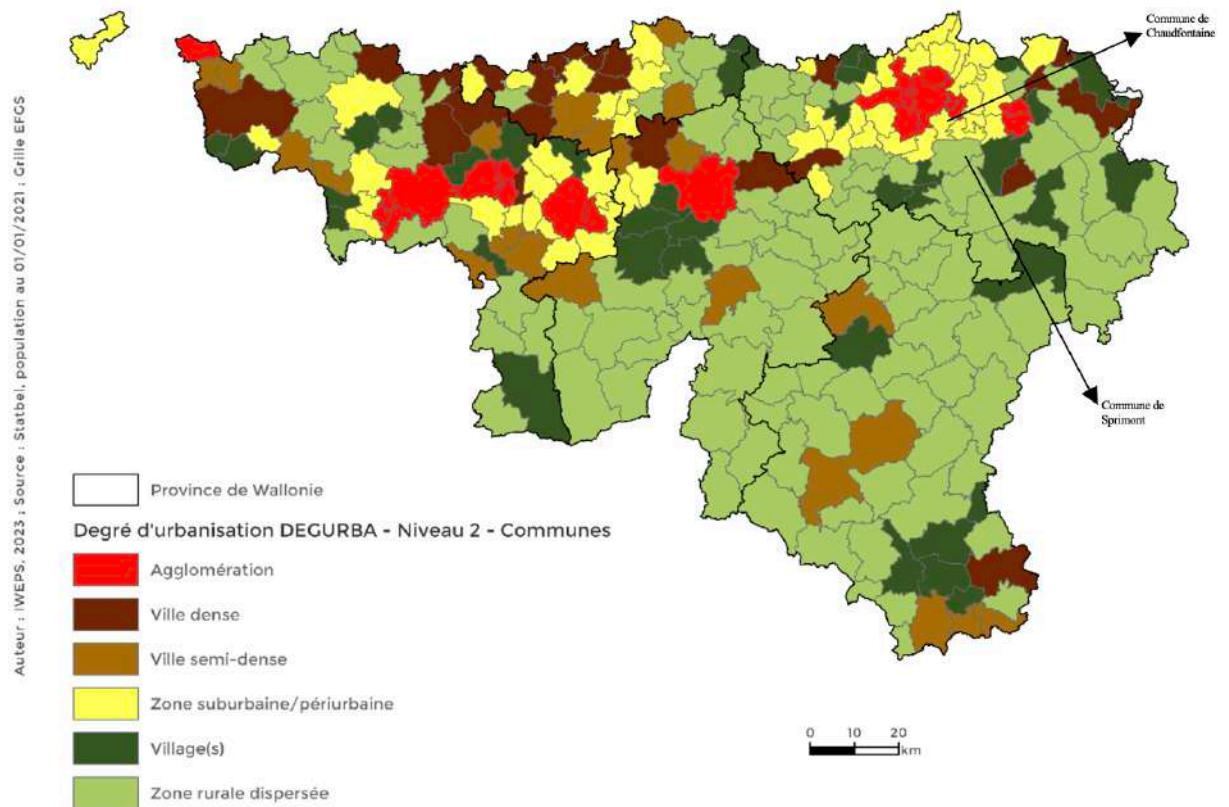 Commune de
Chaudfontaine
Auteur : IWEPS, 2023 ; Source : Statbel, population au 01/01/2021 ; Grille EFGS
Commune de
Sprimont
Province de Wallonie
Degré d'urbanisation DEGURBA - Niveau 2 - Communes
Agglomération
Ville dense
Ville semi-dense
Zone suburbaine/périurbaine
Village(s)
Zone rurale dispersée
0 10 20
km